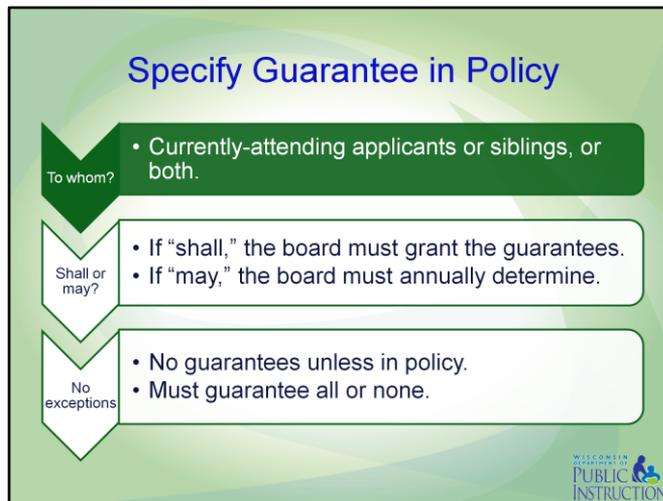 Specify Guarantee in Policy
To whom?
• Currently-attending applicants or siblings, or
both.
Shall or
may?
• If “shall,” the board must grant the guarantees.
• If “may,” the board must annually determine.
No
exceptions
• No guarantees unless in policy.
• Must guarantee all or none.
WISCONSIN
DEPARTMENT OF
PUBLIC
INSTRUCTION